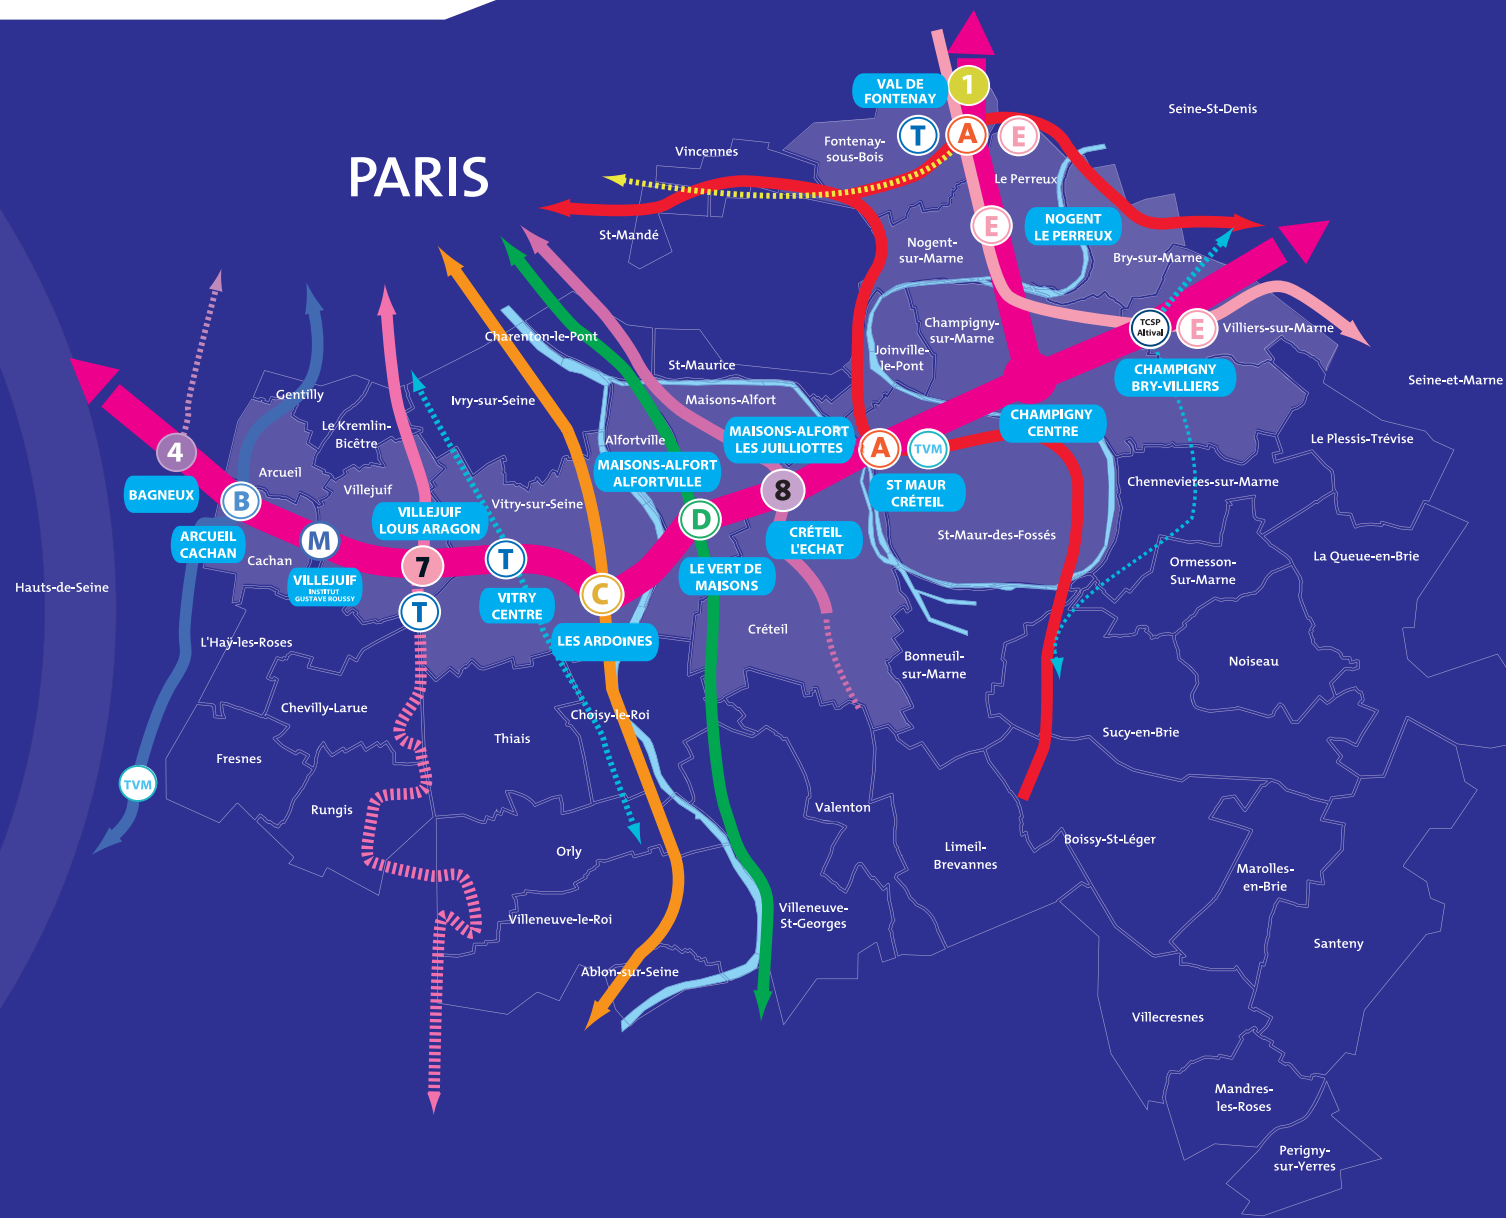 PARIS
VAL DE
FONTENAY
1
T
A
E
Seine-St-Denis
Fontenay-
sous-Bois
Vincennes
Le Perreux
NOGENT
LE PERREUX
E
St-Mandé
Nogent-
sur-Marne
Bry-sur-Marne
TCSP
Altival
E
Villiers-sur-Marne
Champigny-
sur-Marne
Charenton-le-Pont
Joinville-
le-Pont
St-Maurice
CHAMPIGNY
BRY-VILLIERS
Seine-et-Marne
Gentilly
Ivry-sur-Seine
Maisons-Alfort
CHAMPIGNY
CENTRE
Le Kremlin-
Bicêtre
Alfortville
MAISONS-ALFORT
LES JUILLIOTTES
A
TVM
Le Plessis-Trévise
4
Arcueil
MAISONS-ALFORT
ALFORTVILLE
8
ST MAUR
CRÉTEIL
Chennevieres-sur-Marne
BAGNEUX
B
Villejuif
VILLEJUIF
LOUIS ARAGON
Vitry-sur-Seine
D
CRÉTEIL
L'ECHAT
St-Maur-des-Fossés
ARCUEIL
CACHAN
M
Cachan
7
T
LE VERT DE
MAISONS
Ormesson-
Sur-Marne
La Queue-en-Brie
Hauts-de-Seine
VILLEJUIF
INSTITUT
GUSTAVE ROUSSY
T
VITRY
CENTRE
C
LES ARDOINES
Créteil
L'Haÿ-les-Roses
Bonneuil-
sur-Marne
Noiseau
Chevilly-Larue
Choisy-le-Roi
Thiais
Sucy-en-Brie
Fresnes
TVM
Rungis
Valenton
Orly
Limeil-
Brevannes
Boissy-St-Léger
Marolles-
en-Brie
Villeneuve-le-Roi
Villeneuve-
St-Georges
Santeny
Ablon-sur-Seine
Villecresnes
Mandres-
les-Roses
Perigny-
sur-Yerres